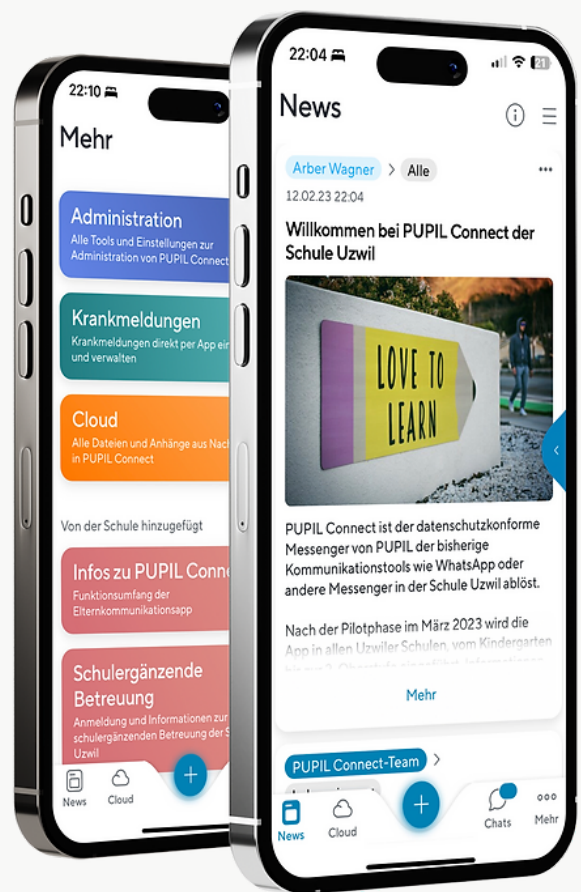 22:10
Mehr
Administration
Alle Tools und Einstellungen zur
Administration von PUPIL Connect
Krankmeldungen
Krankmeldungen direkt per App
und verwalten
Cloud
Alle Dateien und Anhänge aus
in PUPIL Connect
Von der Schule hinzugefügt
Infos zu PUPIL
Funktionsumfang der
Elternkommunikationsapp
Schulergänzende
Betreuung
Anmeldung und Informationen zur
schulergänzenden Betreuung der
Uzwil
News
Cloud
22:04
21
News
Arber Wagner > Alle
12.02.23 22:04
Willkommen bei PUPIL Connect der
Schule Uzwil
LOVE TO
LEARN
PUPIL Connect ist der datenschutzkonforme
Messenger von PUPIL der bisherige
Kommunikationstools wie WhatsApp oder
andere Messenger in der Schule Uzwil ablöst.
Nach der Pilotphase im März 2023 wird die
App in allen Uzwiler Schulen, vom Kindergarten
Mehr
PUPIL Connect-Team >
News
Cloud
Chats
Mehr